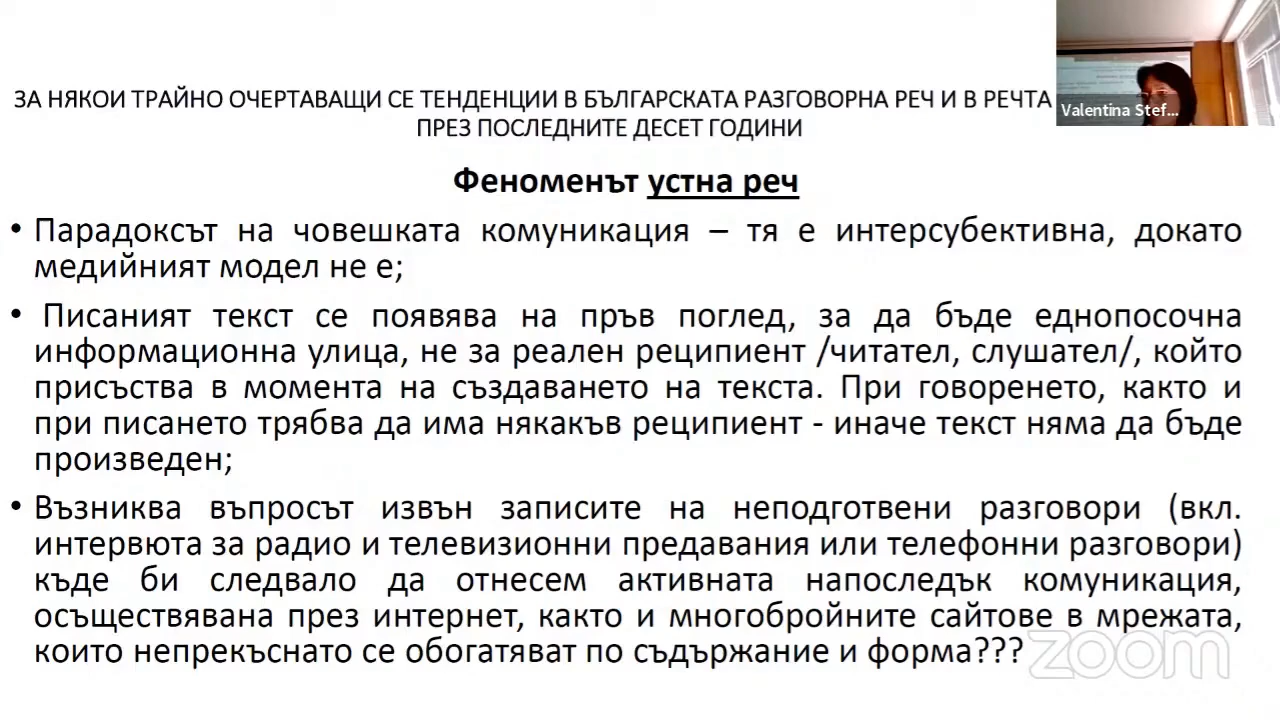 ЗА НЯКОИ ТРАЙНО ОЧЕРТАВАЩИ СЕ ТЕНДЕНЦИИ В БЪЛГАРСКАТА РАЗГОВОРНА РЕЧ И В РЕЧТА
ПРЕЗ ПОСЛЕДНИТЕ ДЕСЕТ ГОДИНИ
Valentina Stef...
Феноменът устна реч
• Парадоксът на човешката комуникация – тя е интерсубективна, докато
медийният модел не е;
• Писаният текст се появява на пръв поглед, за да бъде еднопосочна
информационна улица, не за реален реципиент /читател, слушател/, който
присъства в момента на създаването на текста. При говоренето, както и
при писането трябва да има някакъв реципиент - иначе текст няма да бъде
произведен;
• Възниква въпросът извън записите на неподготвени разговори (вкл.
интервюта за радио и телевизионни предавания или телефонни разговори)
къде би следвало да отнесем активната напоследък комуникация,
осъществявана през интернет, както и многобройните сайтове в мрежата,
които непрекъснато се обогатяват по съдържание и форма???
zoom